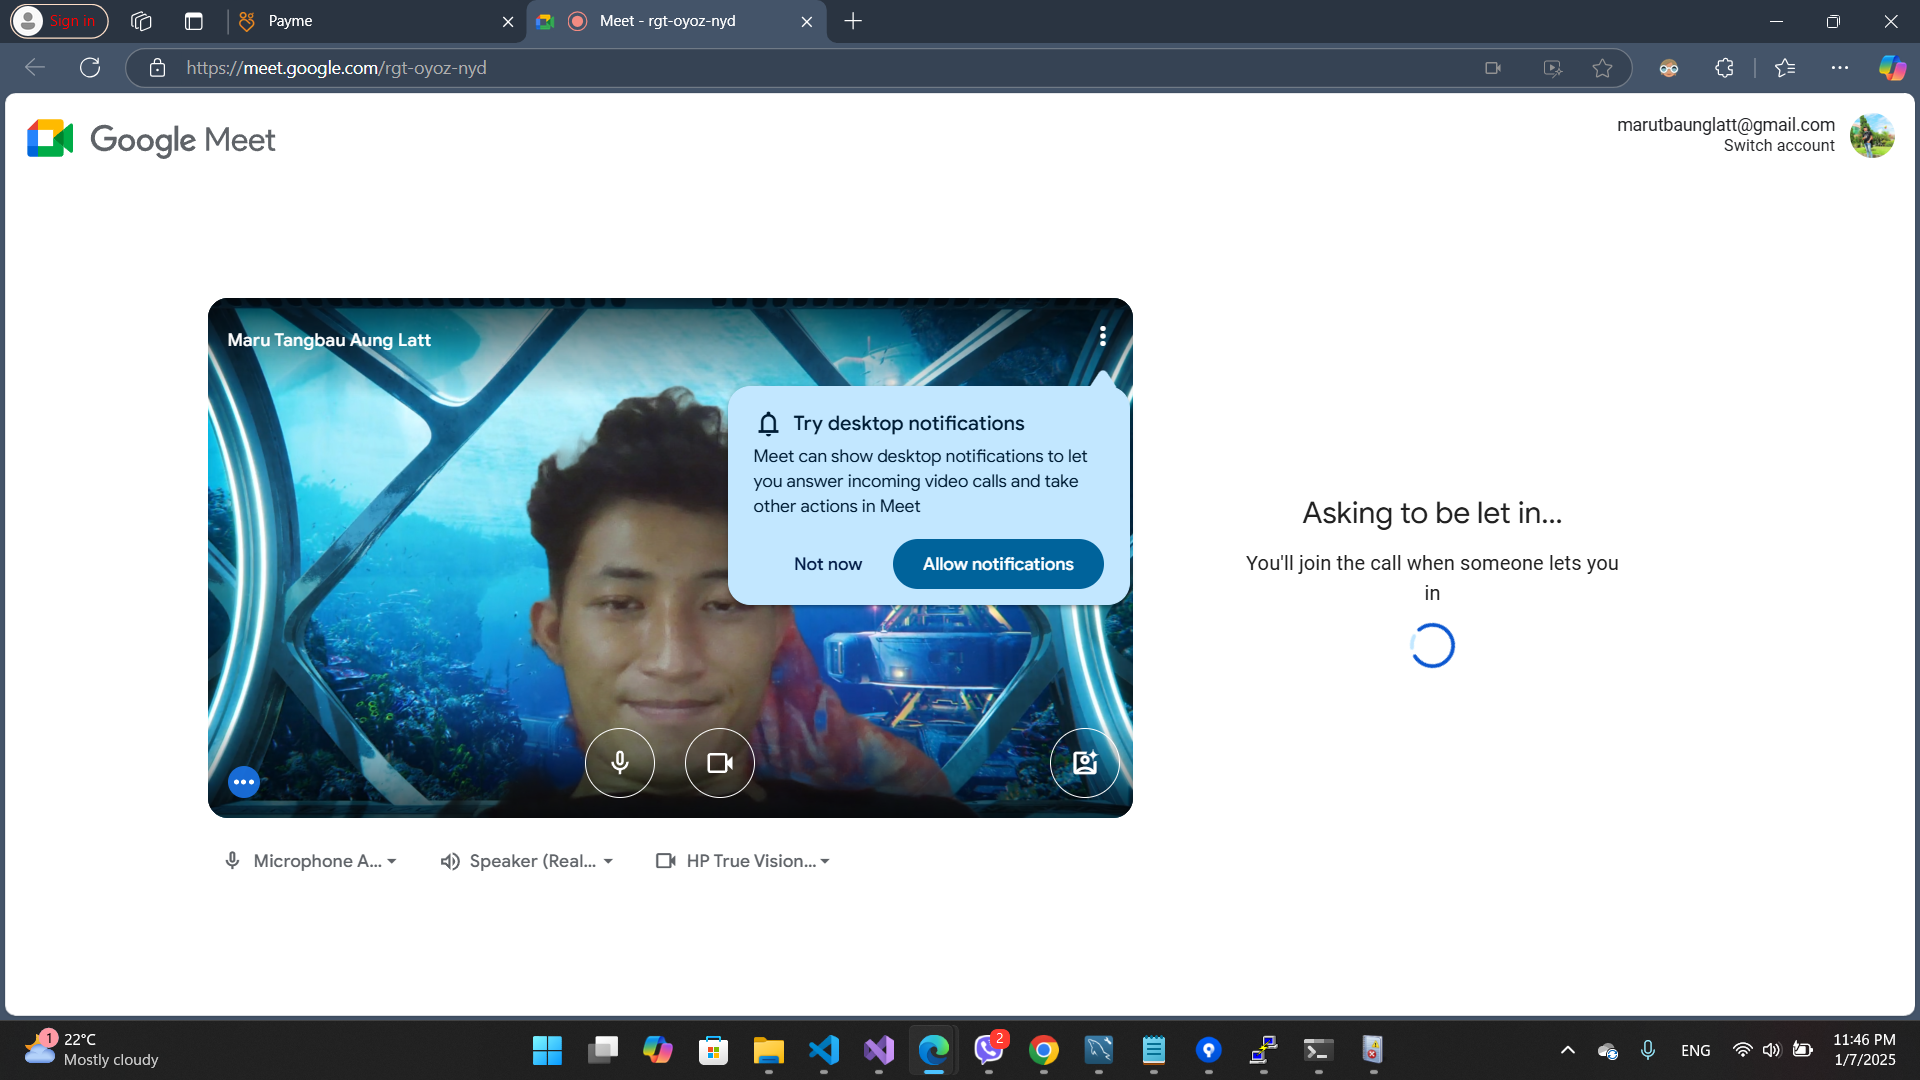 Sign in
Payme
Meet - rgt-oyoz-nyd
https://meet.google.com/rgt-oyoz-nyd
Google Meet
marutbaunglatt@gmail.com
Switch account
Maru Tangbau Aung Latt
Try desktop notifications
Meet can show desktop notifications to let
you answer incoming video calls and take
other actions in Meet
Not now
Allow notifications
Asking to be let in...
You'll join the call when someone lets you
in
Microphone A...
Speaker (Real...
HP True Vision...
1
22°C
Mostly cloudy
2
ENG
11:46 PM
1/7/2025